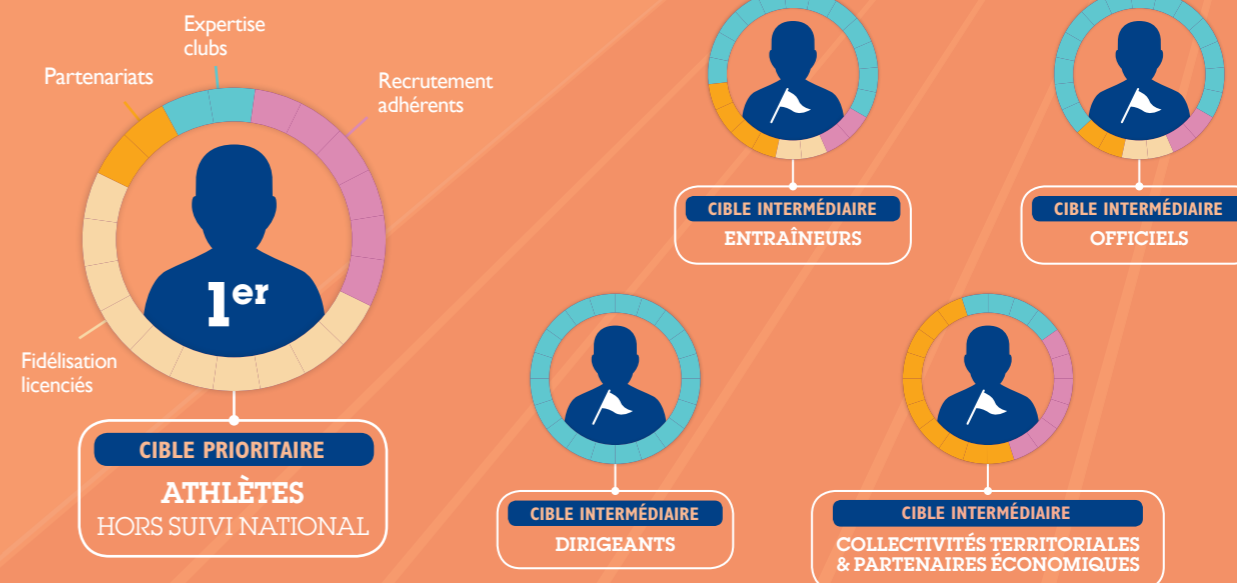 Expertise
clubs
Partenariats
Recrutement
adhérents
1er
Fidélisation
licenciés
CIBLE PRIORITAIRE
ATHLÈTES
HORS SUIVI NATIONAL
CIBLE INTERMÉDIAIRE
ENTRAÎNEURS
CIBLE INTERMÉDIAIRE
OFFICIELS
CIBLE INTERMÉDIAIRE
DIRIGEANTS
CIBLE INTERMÉDIAIRE
COLLECTIVITÉS TERRITORIALES
& PARTENAIRES ÉCONOMIQUES